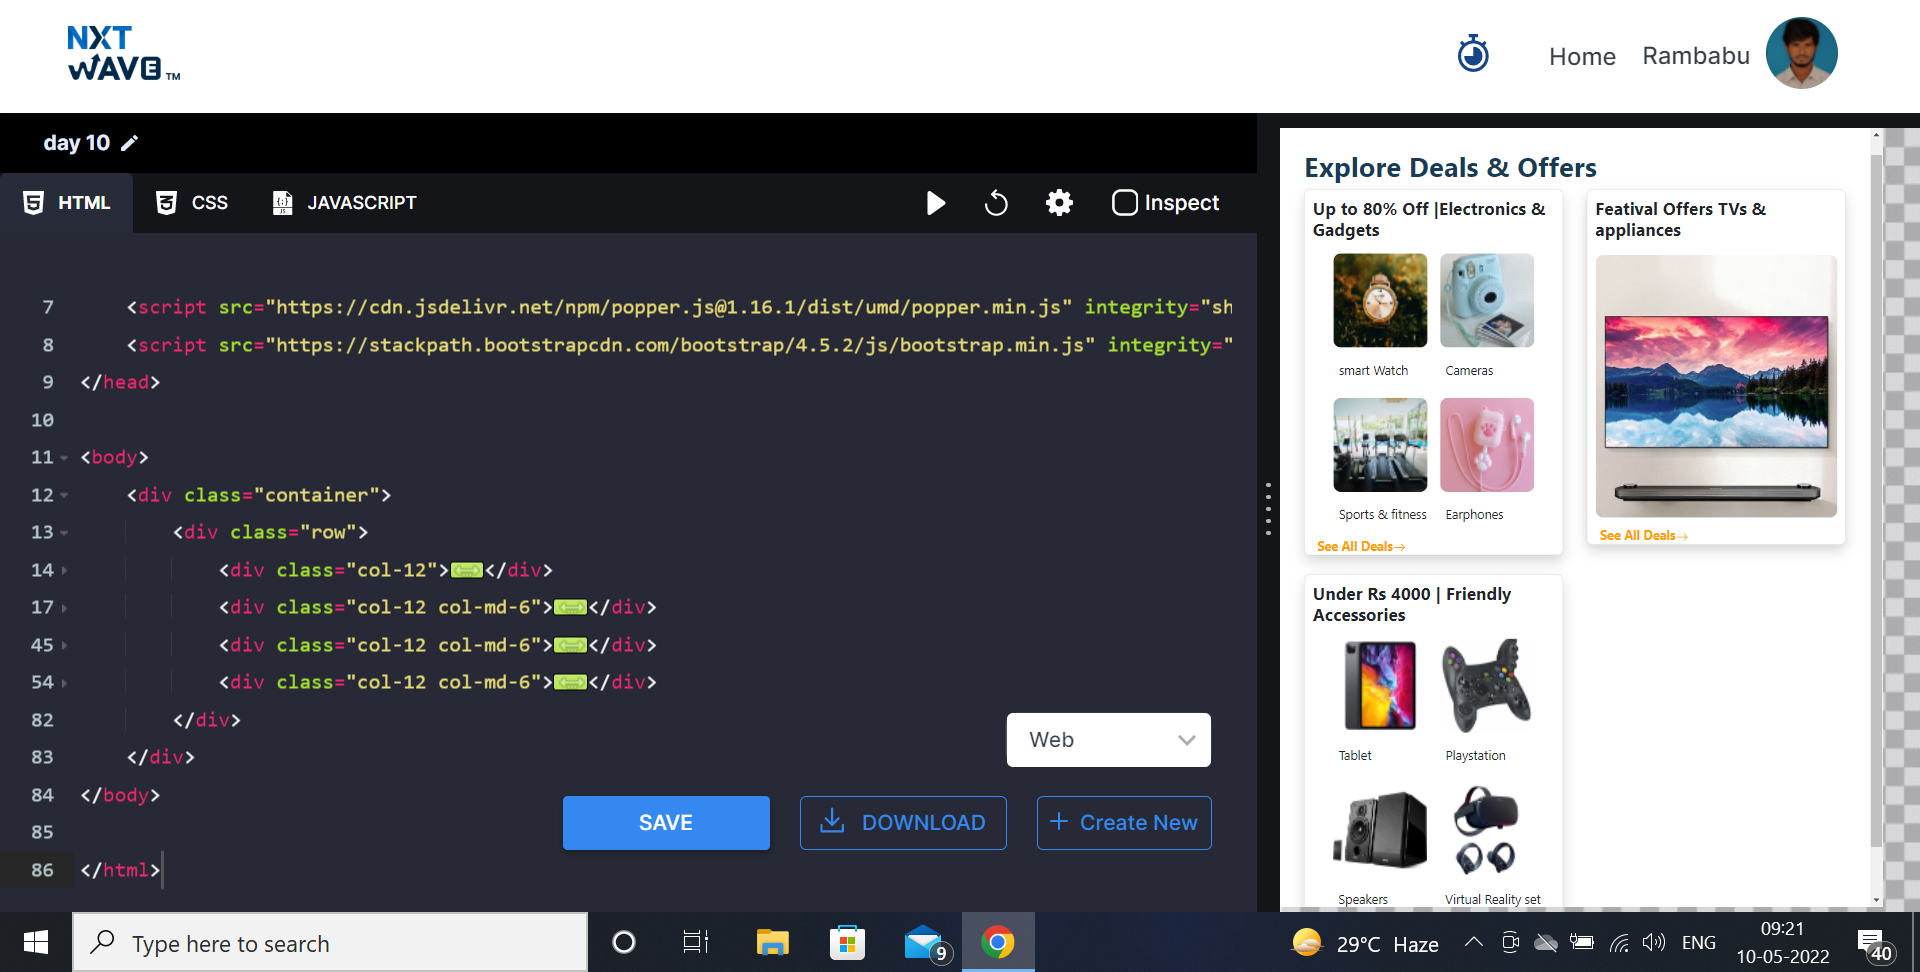 NXT
WAVE TM
Home Rambabu
day 10
HTML CSS JAVASCRIPT Inspect
7 <script src="https://cdn.jsdelivr.net/npm/popper.js@1.16.1/dist/umd/popper.min.js" integrity="sh
8 <script src="https://stackpath.bootstrapcdn.com/bootstrap/4.5.2/js/bootstrap.min.js" integrity="
9 </head>
10
11 <body>
12 <div class="container">
13 <div class="row">
14 <div class="col-12"></div>
17 <div class="col-12 col-md-6"></div>
45 <div class="col-12 col-md-6"></div>
54 <div class="col-12 col-md-6"></div>
82 </div>
83 </div>
84 </body>
85
86 </html>
Web
SAVE DOWNLOAD + Create New
Explore Deals & Offers
Up to 80% Off |Electronics &
Gadgets
smart Watch Cameras
Sports & fitness Earphones
See All Deals→
Featival Offers TVs &
appliances
See All Deals→
Under Rs 4000 | Friendly
Accessories
Tablet Playstation
Speakers Virtual Reality set
Type here to search
9
29°C Haze
ENG
09:21
10-05-2022
40